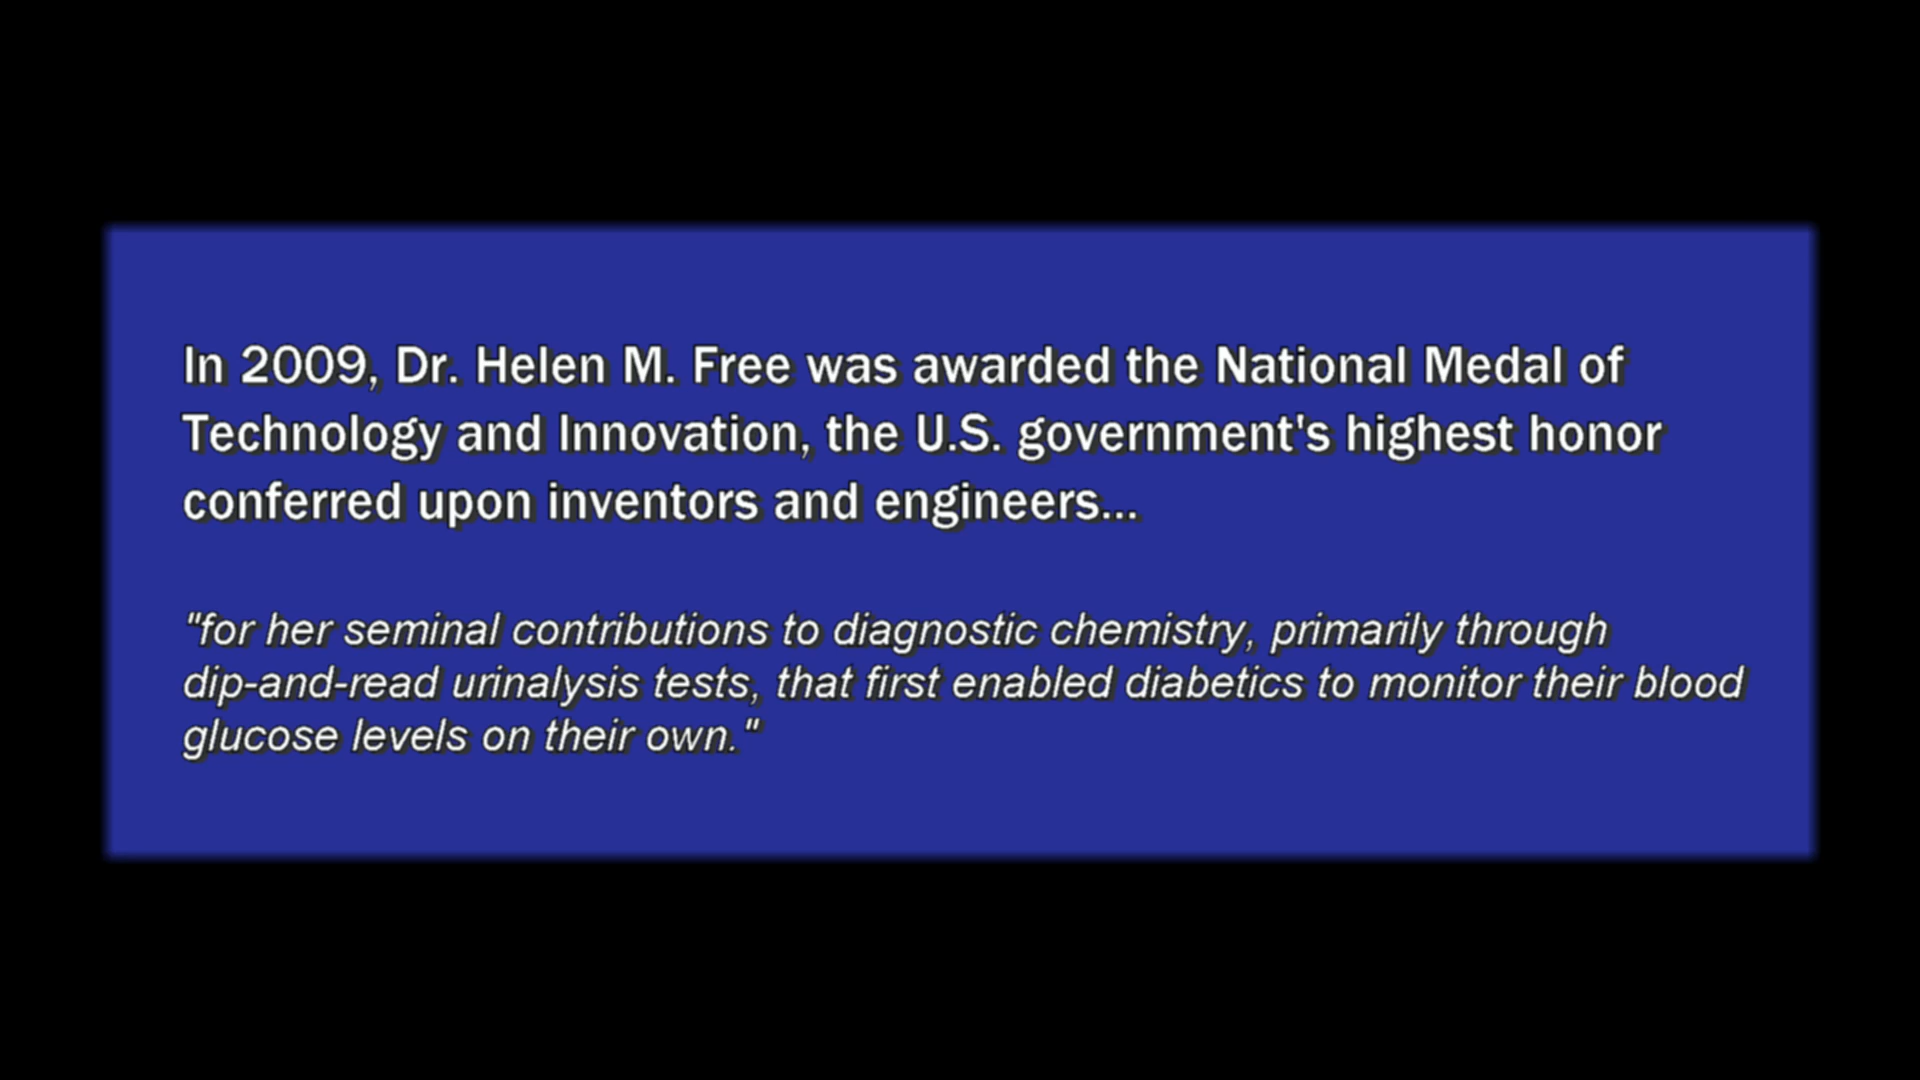 In 2009, Dr. Helen M. Free was awarded the National Medal of
Technology and Innovation, the U.S. government's highest honor
conferred upon inventors and engineers...
"for her seminal contributions to diagnostic chemistry, primarily through
dip-and-read urinalysis tests, that first enabled diabetics to monitor their blood
glucose levels on their own."